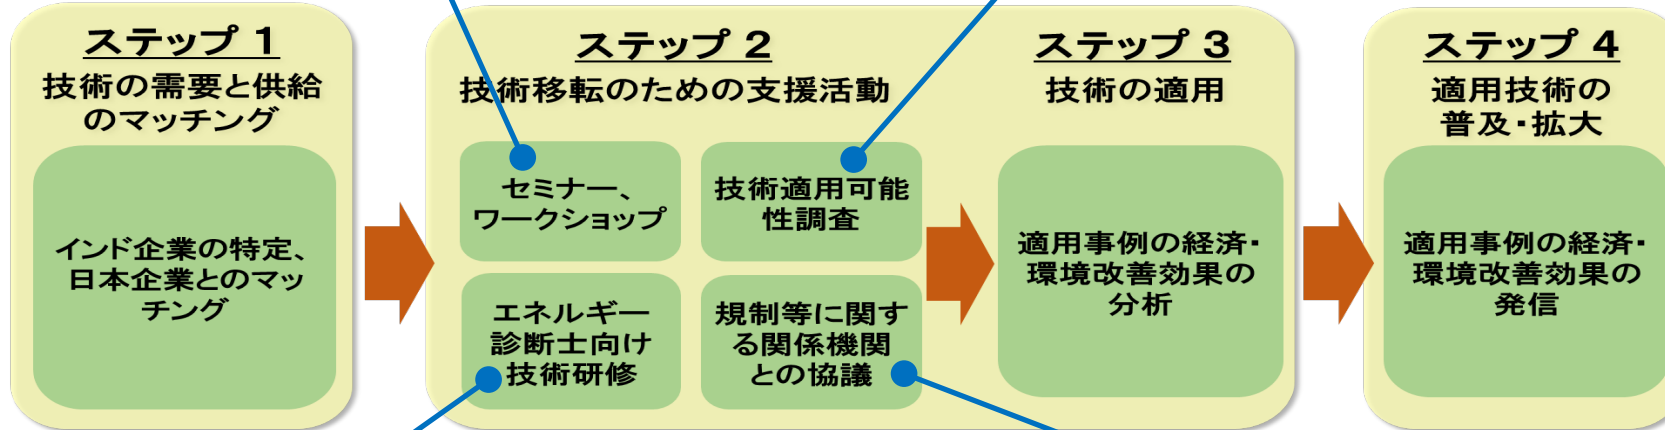 ステップ 1
技術の需要と供給
のマッチング
インド企業の特定、
日本企業とのマッ
チング
ステップ 2
技術移転のための支援活動
セミナー、
ワークショップ
技術適用可能
性調査
エネルギー
診断士向け
技術研修
規制等に関す
る関係機関
との協議
ステップ 3
技術の適用
適用事例の経済・
環境改善効果の
分析
ステップ 4
適用技術の
普及・拡大
適用事例の経済・
環境改善効果の
発信